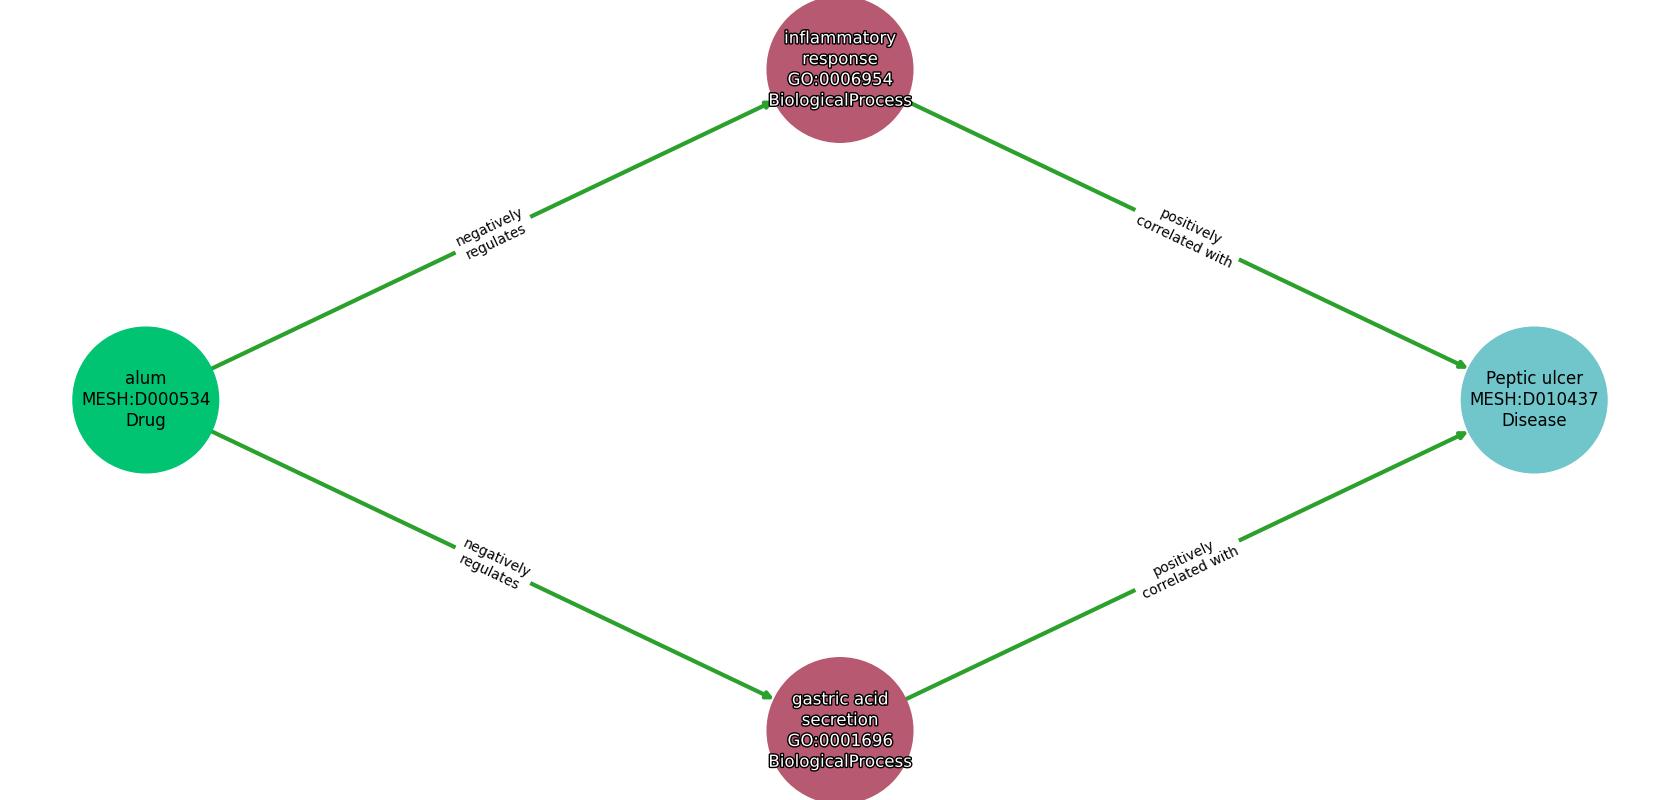 inflammatory
response
GO:0006954
BiologicalProcess
negatively
regulates
positively
correlated with
alum
MESH:D000534
Drug
Peptic ulcer
MESH:D010437
Disease
negatively
regulates
positively
correlated with
gastric acid
secretion
GO:0001696
BiologicalProcess